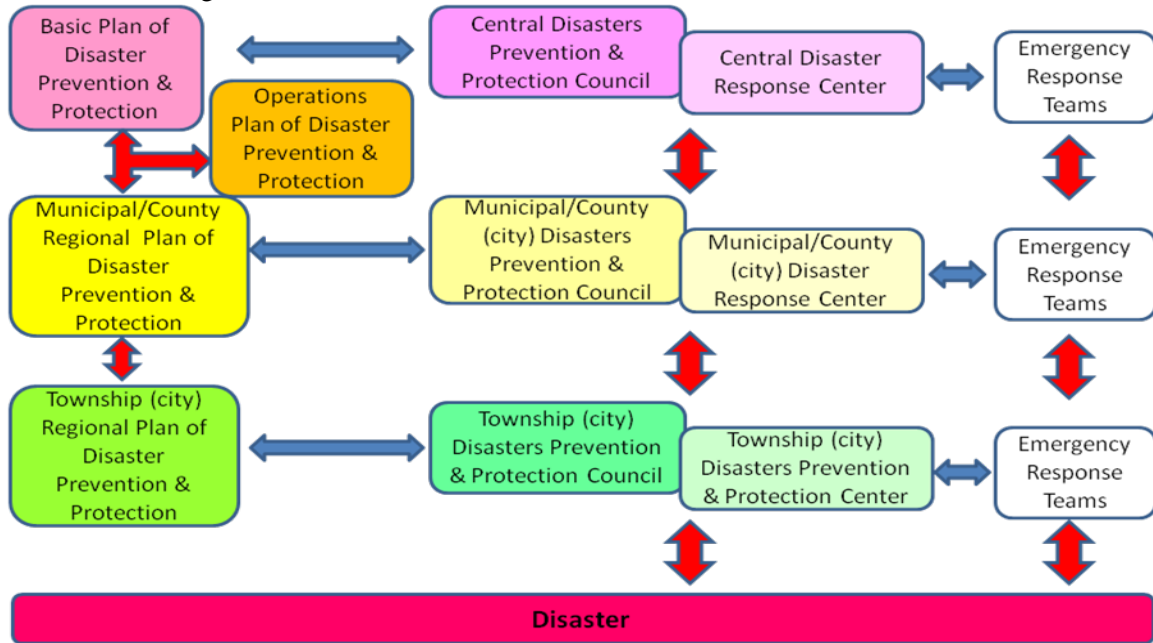 Basic Plan of
Disaster
Prevention &
Protection
Operations
Plan of Disaster
Prevention &
Protection
Central Disasters
Prevention &
Protection Council
Central Disaster
Response Center
Emergency
Response
Teams
Municipal/County
Regional Plan of
Disaster
Prevention &
Protection
Municipal/County
(city) Disasters
Prevention &
Protection Council
Municipal/County
(city) Disaster
Response Center
Emergency
Response
Teams
Township (city)
Regional Plan of
Disaster
Prevention &
Protection
Township (city)
Disasters Prevention
& Protection Council
Township (city)
Disasters Prevention
& Protection Center
Emergency
Response
Teams
Disaster